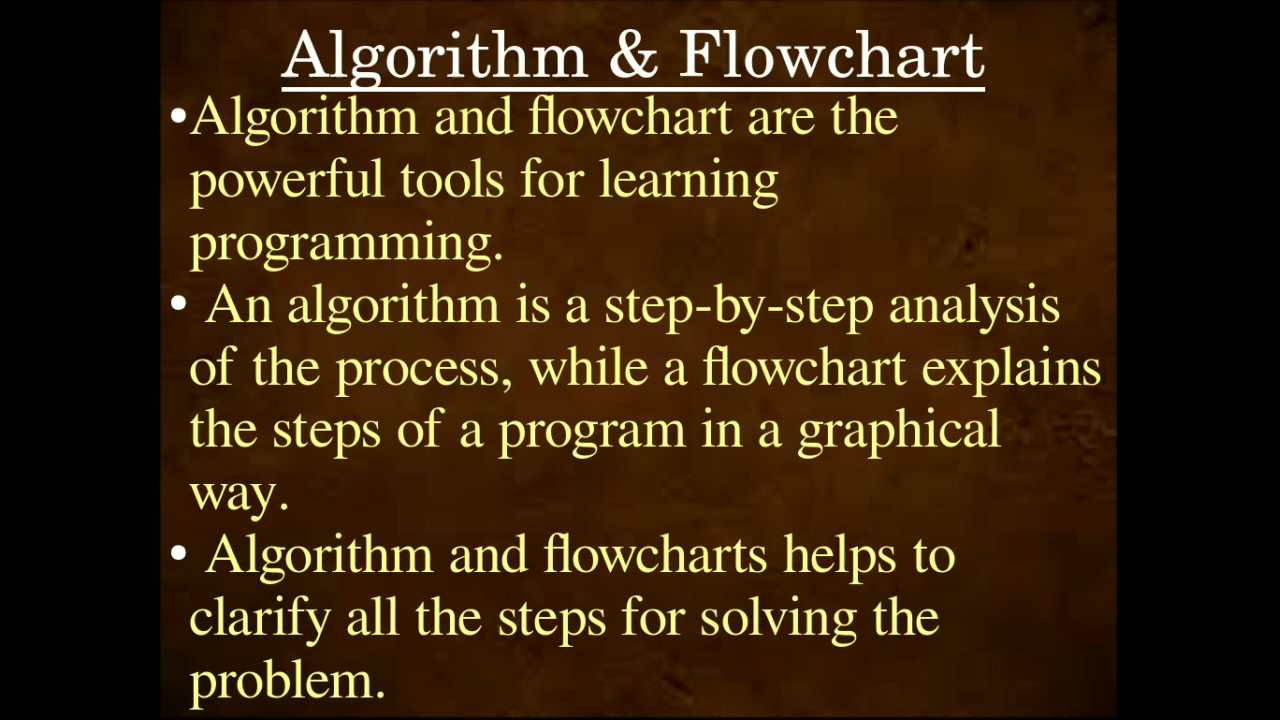 Algorithm & Flowchart
•Algorithm and flowchart are the
powerful tools for learning
programming.
• An algorithm is a step-by-step analysis
of the process, while a flowchart explains
the steps of a program in a graphical
way.
• Algorithm and flowcharts helps to
clarify all the steps for solving the
problem.